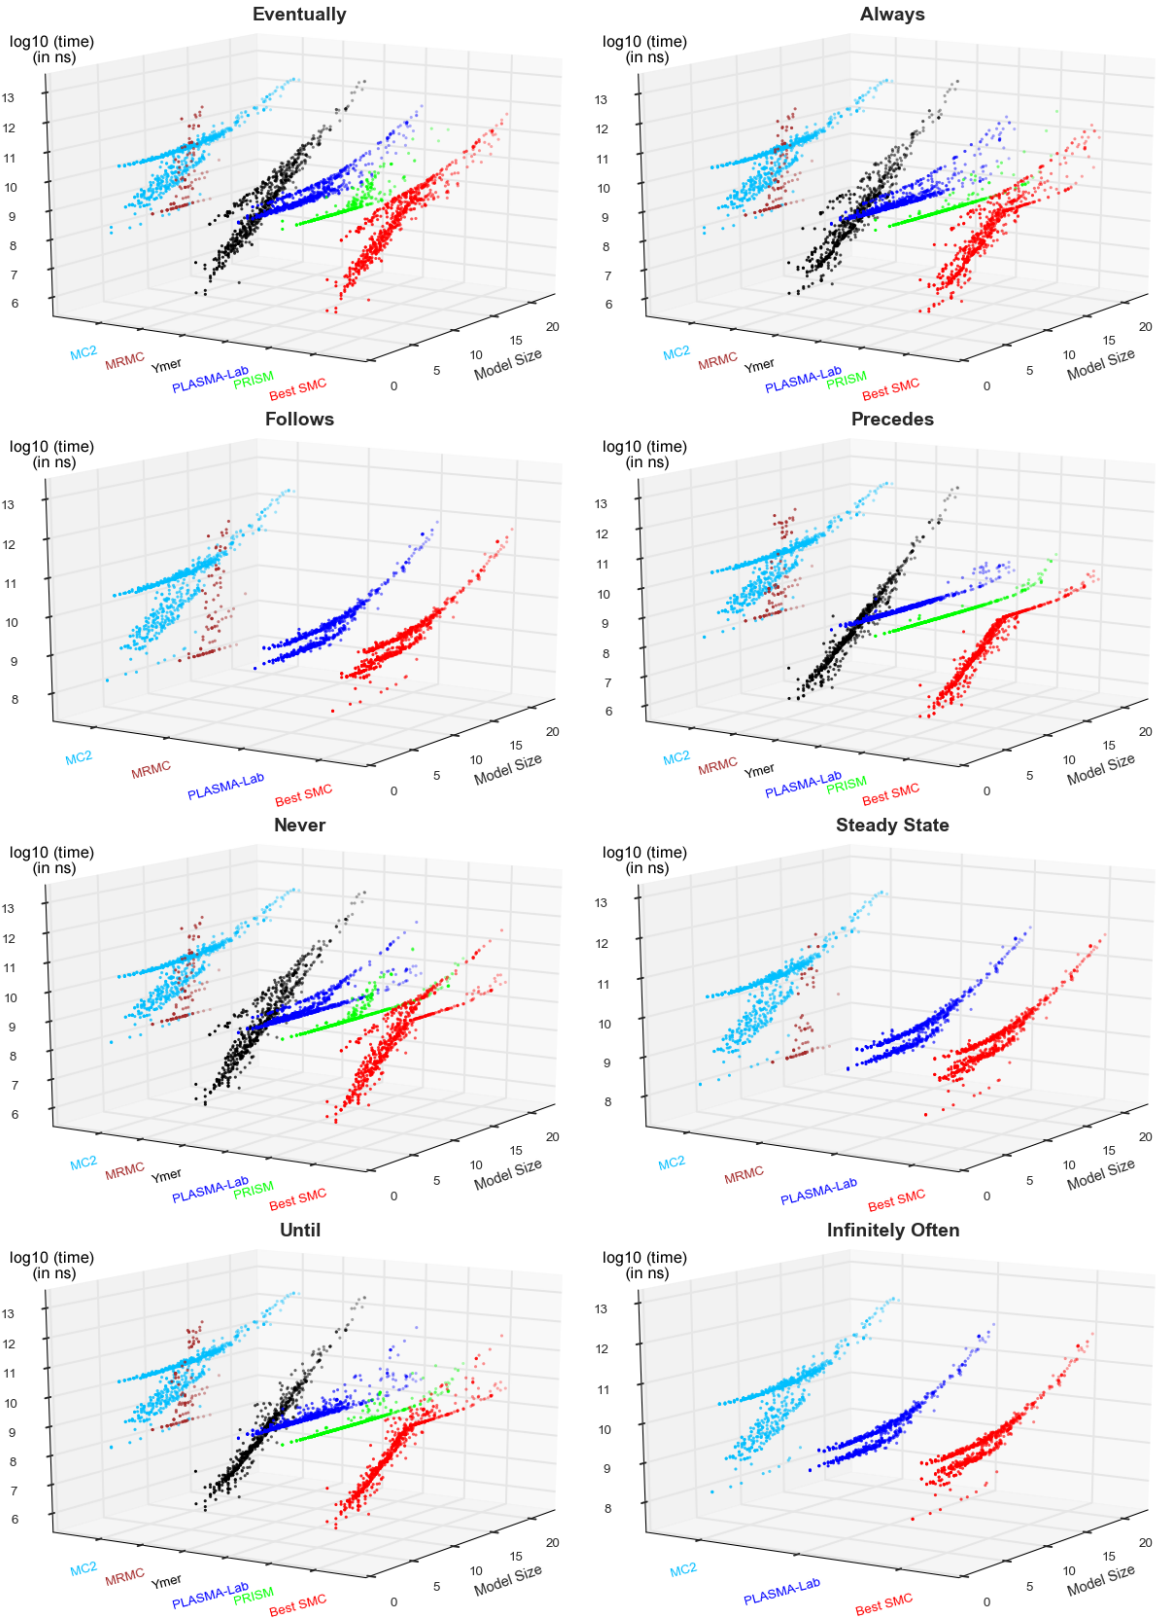 Eventually
log10 (time)
(in ns)
13
12
11
10
9
8
7
6
MC2
MRMC
Ymer
PLASMA-Lab
PRISM
Best SMC
0
5
10
15
20
Model Size
Always
log10 (time)
(in ns)
13
12
11
10
9
8
7
6
MC2
MRMC
Ymer
PLASMA-Lab
PRISM
Best SMC
0
5
10
15
20
Model Size
Follows
log10 (time)
(in ns)
13
12
11
10
9
8
MC2
MRMC
PLASMA-Lab
Best SMC
0
5
10
15
20
Model Size
Precedes
log10 (time)
(in ns)
13
12
11
10
9
8
7
6
MC2
MRMC
Ymer
PLASMA-Lab
PRISM
Best SMC
0
5
10
15
20
Model Size
Never
log10 (time)
(in ns)
13
12
11
10
9
8
7
6
MC2
MRMC
Ymer
PLASMA-Lab
PRISM
Best SMC
0
5
10
15
20
Model Size
Steady State
log10 (time)
(in ns)
13
12
11
10
9
8
MC2
MRMC
PLASMA-Lab
Best SMC
0
5
10
15
20
Model Size
Until
log10 (time)
(in ns)
13
12
11
10
9
8
7
6
MC2
MRMC
Ymer
PLASMA-Lab
PRISM
Best SMC
0
5
10
15
20
Model Size
Infinitely Often
log10 (time)
(in ns)
13
12
11
10
9
8
MC2
PLASMA-Lab
Best SMC
0
5
10
15
20
Model Size